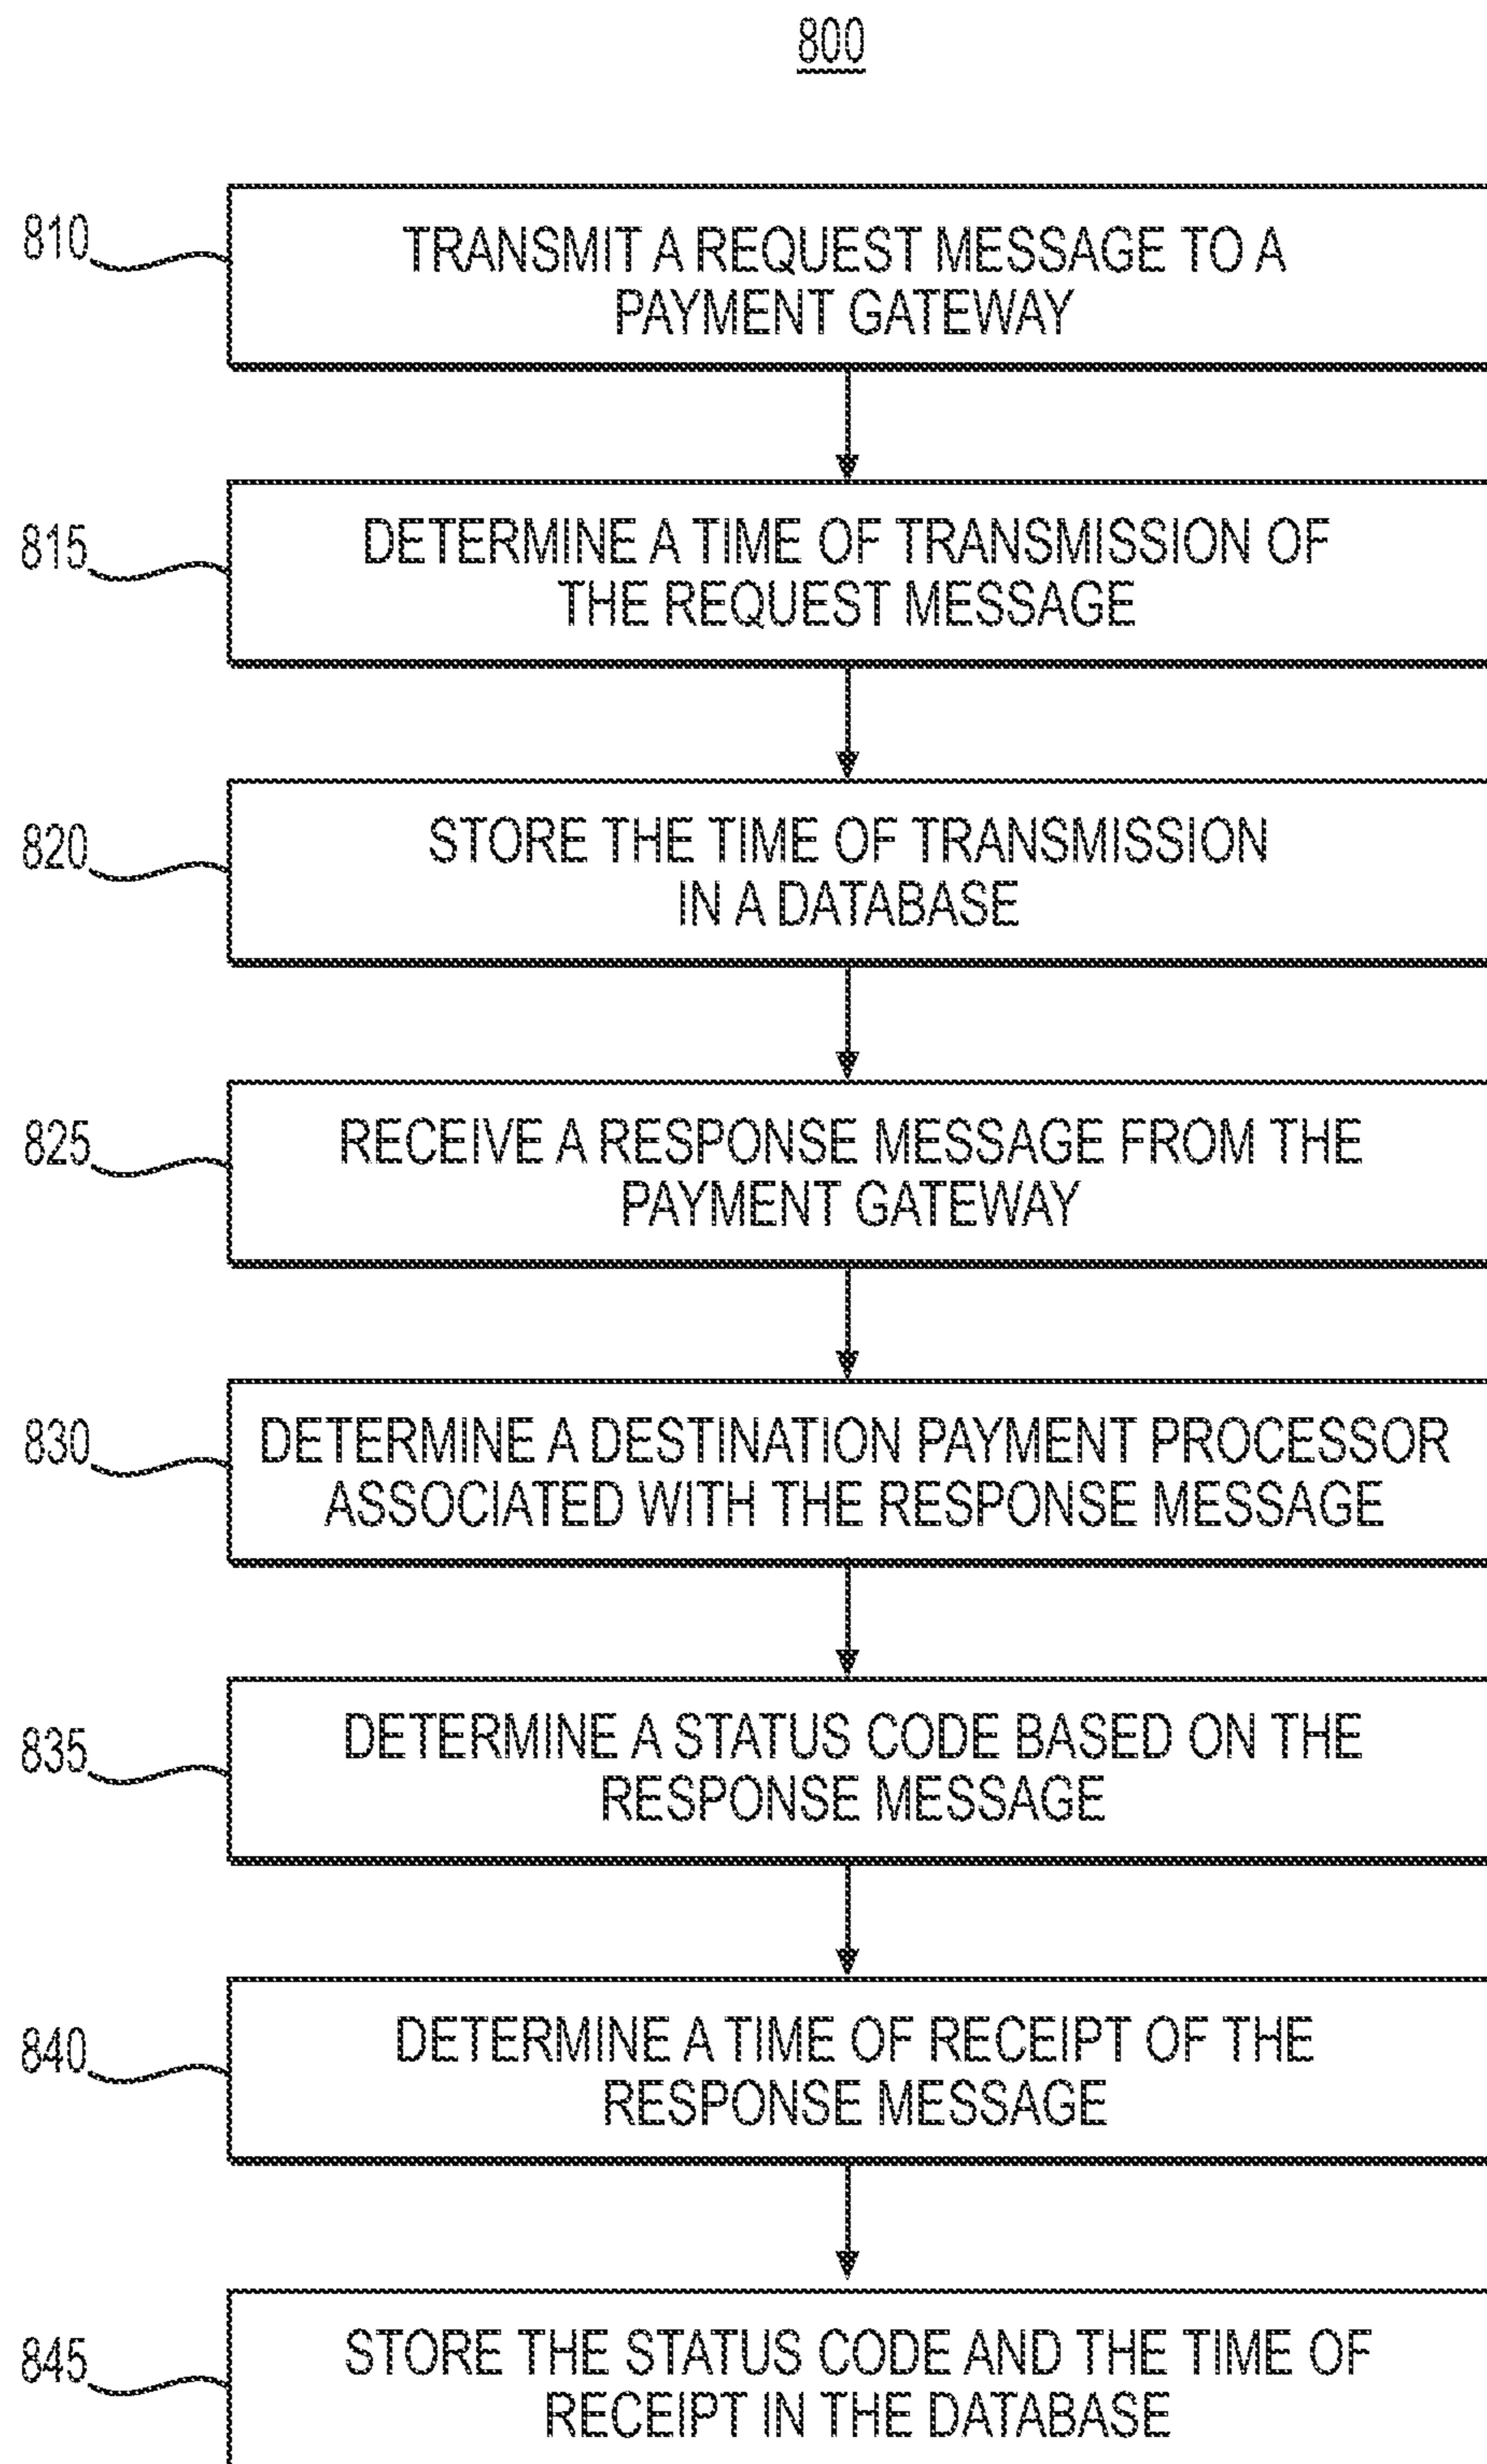 800
810
TRANSMIT A REQUEST MESSAGE TO A
PAYMENT GATEWAY
815
DETERMINE A TIME OF TRANSMISSION OF
THE REQUEST MESSAGE
820
STORE THE TIME OF TRANSMISSION
IN A DATABASE
825
RECEIVE A RESPONSE MESSAGE FROM THE
PAYMENT GATEWAY
830
DETERMINE A DESTINATION PAYMENT PROCESSOR
ASSOCIATED WITH THE RESPONSE MESSAGE
835
DETERMINE A STATUS CODE BASED ON THE
RESPONSE MESSAGE
840
DETERMINE A TIME OF RECEIPT OF THE
RESPONSE MESSAGE
845
STORE THE STATUS CODE AND THE TIME OF
RECEIPT IN THE DATABASE